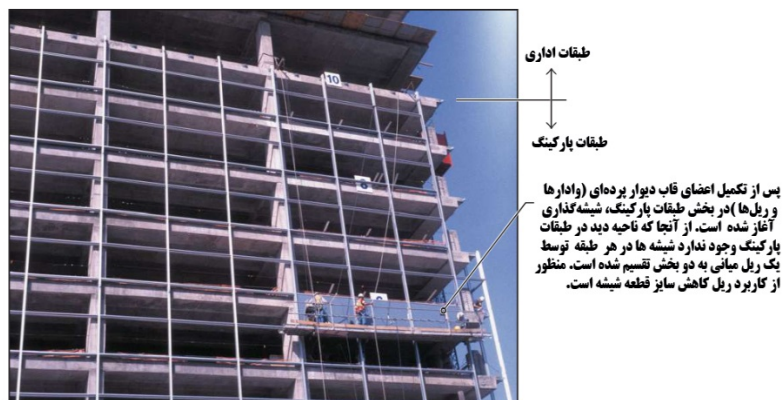 طبقات اداری
10
طبقات پارکینگ
پس از تکمیل اعضای قاب دیوار پرده‌ای (وادارها
و ریل‌ها )در بخش طبقات پارکینگ، شیشه‌گذاری
آغاز شده است. از آنجا که ناحیه دید در طبقات
پارکینگ وجود ندارد شیشه ها در هر طبقه توسط
یک ریل میانی به دو بخش تقسیم شده است. منظور
از کاربرد ریل کاهش سایز قطعه شیشه است.